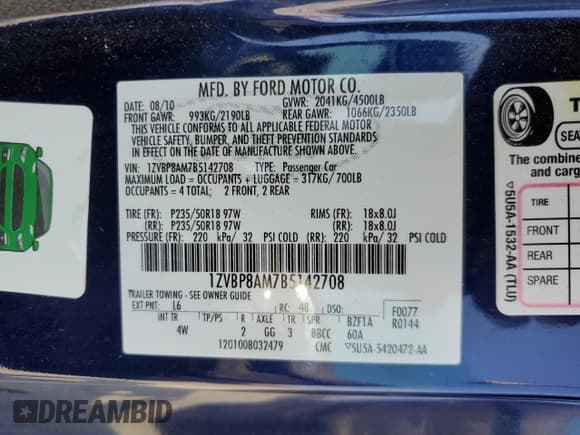 MFD. BY FORD MOTOR CO.
DATE: 08/10 GVWR: 2041KG/4500LB
FRONT GAWR: 993KG/2190LB REAR GAWR: 1066KG/2350LB
THIS VEHICLE CONFORMS TO ALL APPLICABLE FEDERAL MOTOR
VEHICLE SAFETY, BUMPER, AND THEFT PREVENTION STANDARDS
IN EFFECT ON THE DATE OF MANUFACTURE SHOWN ABOVE.
VIN: 1ZVBP8AM7B5142708 TYPE: Passenger Car
MAXIMUM LOAD = OCCUPANTS + LUGGAGE = 317KG/700LB
OCCUPANTS = 4 TOTAL; 2 FRONT, 2 REAR
TIRE (FR): P235/50R18 97W RIMS (FR): 18x8.0J
(RR): P235/50R18 97W (RR): 18x8.0J
PRESSURE (FR): 220 kPa/ 32 PSI COLD (RR): 220 kPa/ 32 PSI COLD
1ZVBP8AM7B5142708
TRAILER TOWING - SEE OWNER GUIDE
EXT PNT: L6 RC: 48 DSO: F0077
INT TR TP/PS R AXLE TR SPR BZF1A R0144
4W 2 GG 3 BBCC 60A
1201008032479 CMC ▽5U5A-5420472-AA
T
SEA
The combine
and carg
TIRE
FRONT
REAR
SPARE
▽5U5A-1532-AA (TLU)
DREAMBID